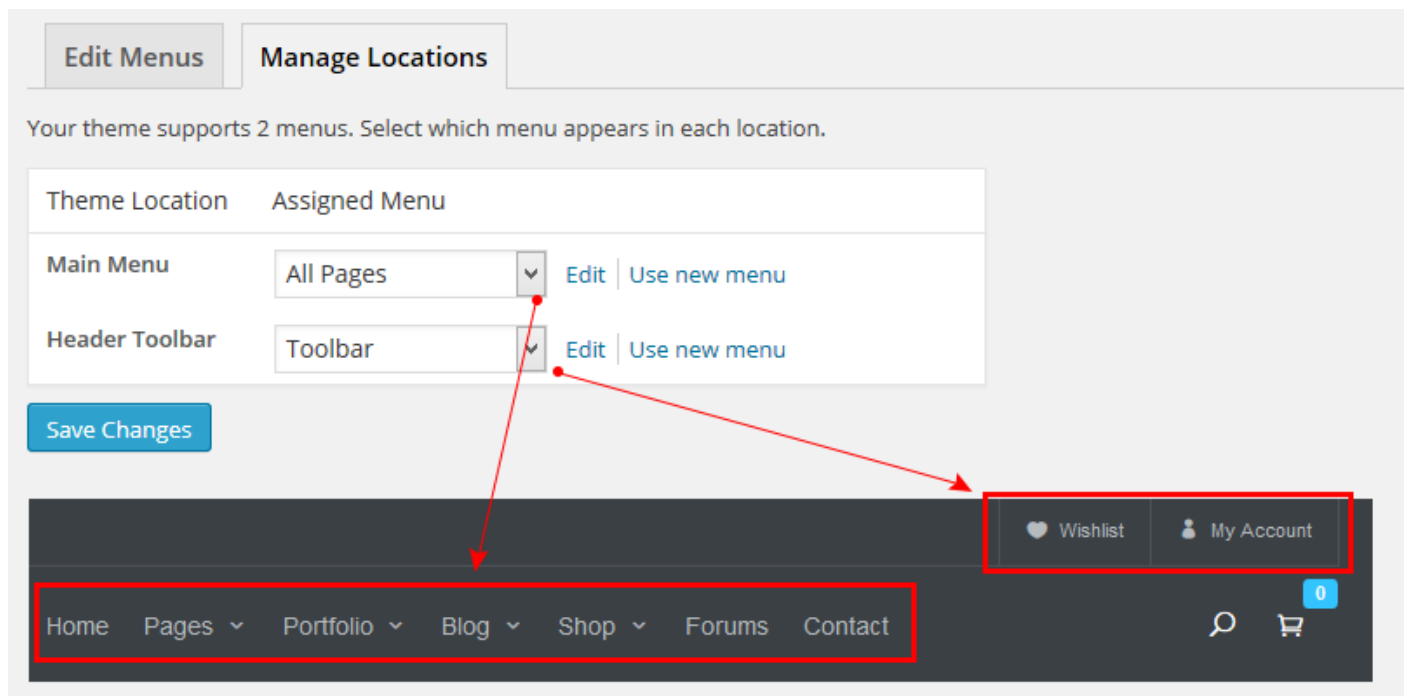 Edit Menus Manage Locations
Your theme supports 2 menus. Select which menu appears in each location.
Theme Location Assigned Menu
Main Menu All Pages Edit Use new menu
Header Toolbar Toolbar Edit Use new menu
Save Changes
Wishlist My Account
0
Home Pages Portfolio Blog Shop Forums Contact